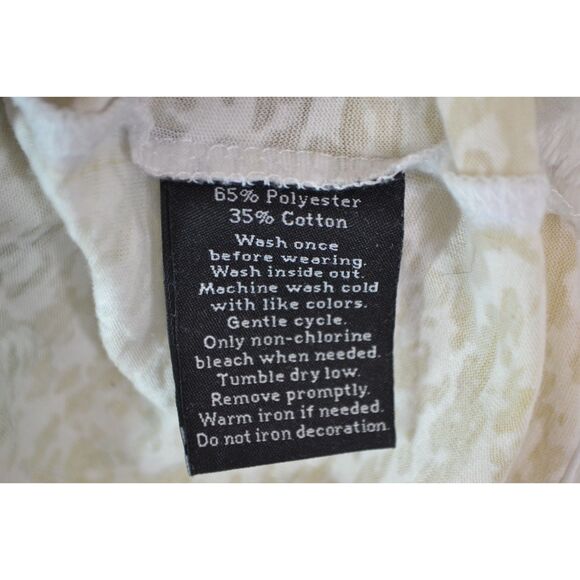 65% Polyester
35% Cotton
Wash once
before wearing.
Wash inside out.
Machine wash cold
with like colors.
Gentle cycle.
Only non-chlorine
bleach when needed.
Tumble dry low.
Remove promptly.
Warm iron if needed.
Do not iron decoration.